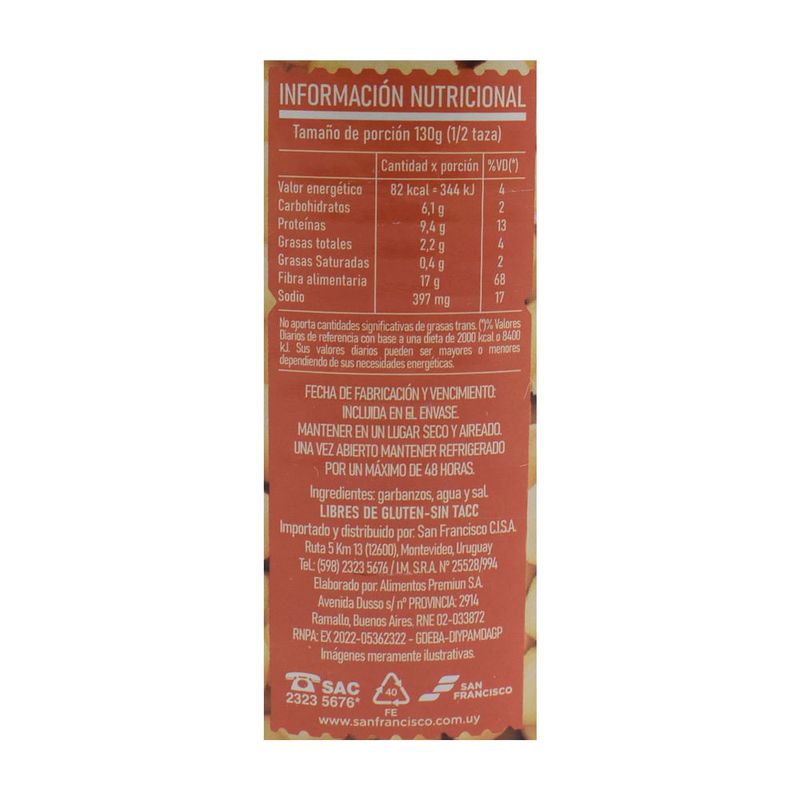 INFORMACIÓN NUTRICIONAL
Tamaño de porción 130g (1/2 taza)
Cantidad x porción %VD(*)
Valor energético 82 kcal = 344 kJ 4
Carbohidratos 6,1 g 2
Proteínas 9,4 g 13
Grasas totales 2,2 g 4
Grasas Saturadas 0,4 g 2
Fibra alimentaria 17 g 68
Sodio 397 mg 17
No aporta cantidades significativas de grasas trans. (*)% Valores
Diarios de referencia con base a una dieta de 2000 kcal o 8400
kJ. Sus valores diarios pueden ser mayores o menores
dependiendo de sus necesidades energéticas.
FECHA DE FABRICACIÓN Y VENCIMIENTO:
INCLUIDA EN EL ENVASE.
MANTENER EN UN LUGAR SECO Y AIREADO.
UNA VEZ ABIERTO MANTENER REFRIGERADO
POR UN MÁXIMO DE 48 HORAS.
Ingredientes: garbanzos, agua y sal.
LIBRES DE GLUTEN-SIN TACC
Importado y distribuido por: San Francisco C.I.S.A.
Ruta 5 Km 13 (12600), Montevideo, Uruguay
Tel.: (598) 2323 5676 / I.M. S.R.A. N° 25528/994
Elaborado por: Alimentos Premiun S.A.
Avenida Dusso s/ n° PROVINCIA: 2914
Ramallo, Buenos Aires. RNE 02-033872
RNPA: EX 2022-05362322 - GDEBA-DIYPAMDAGP
Imágenes meramente ilustrativas.
SAC
2323 5676*
40
FE
SAN
FRANCISCO
www.sanfrancisco.com.uy